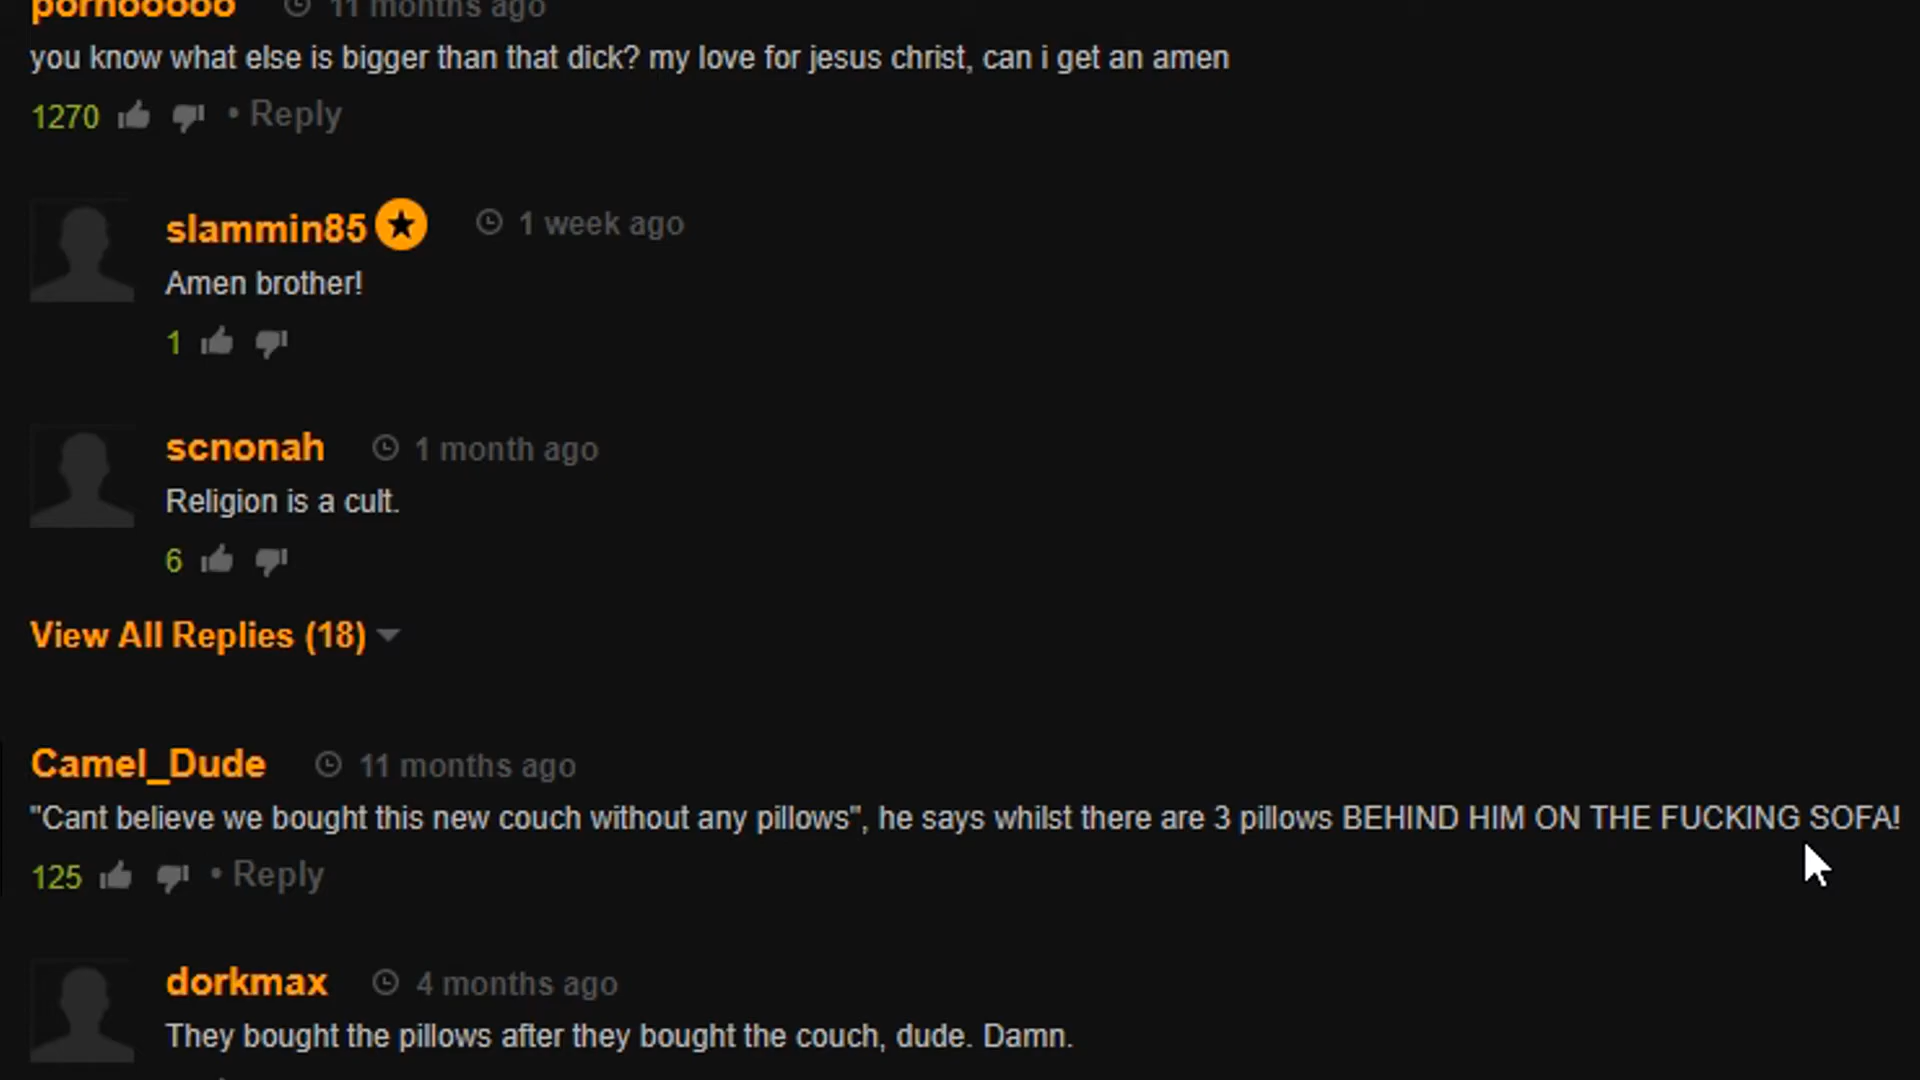 pornooooo 11 months ago
you know what else is bigger than that dick? my love for jesus christ, can i get an amen
1270 • Reply
slammin85 1 week ago
Amen brother!
1
scnonah 1 month ago
Religion is a cult.
6
View All Replies (18)
Camel_Dude 11 months ago
"Cant believe we bought this new couch without any pillows", he says whilst there are 3 pillows BEHIND HIM ON THE FUCKING SOFA!
125 • Reply
dorkmax 4 months ago
They bought the pillows after they bought the couch, dude. Damn.